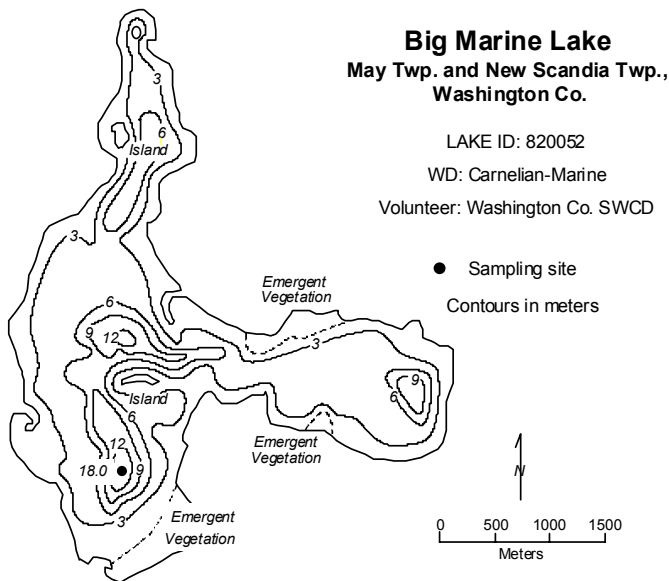 Big Marine Lake
May Twp. and New Scandia Twp.,
Washington Co.
LAKE ID: 820052
WD: Carnelian-Marine
Volunteer: Washington Co. SWCD
Sampling site
Contours in meters
3
6
Island
3
Emergent
Vegetation
6
9
12
3
9
6
Island
6
12
18.0
9
3
Emergent
Vegetation
Emergent
Vegetation
N
0 500 1000 1500
Meters